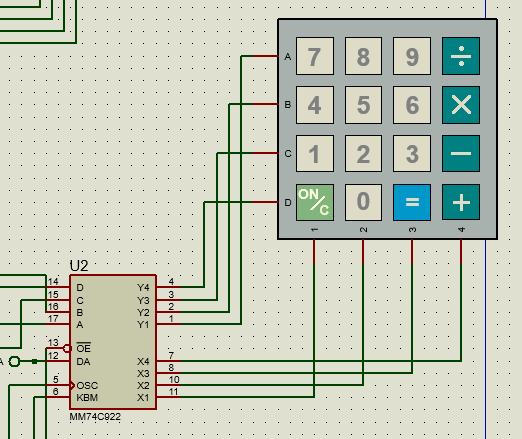 A 7 8 9 ÷
B 4 5 6 ×
C 1 2 3 −
D ON/C 0 = +
1 2 3 4
U2
14 D Y4 4
15 C Y3 3
16 B Y2 2
17 A Y1 1
13 OE
12 DA X4 7
X3 8
5 OSC X2 10
6 KBM X1 11
MM74C922